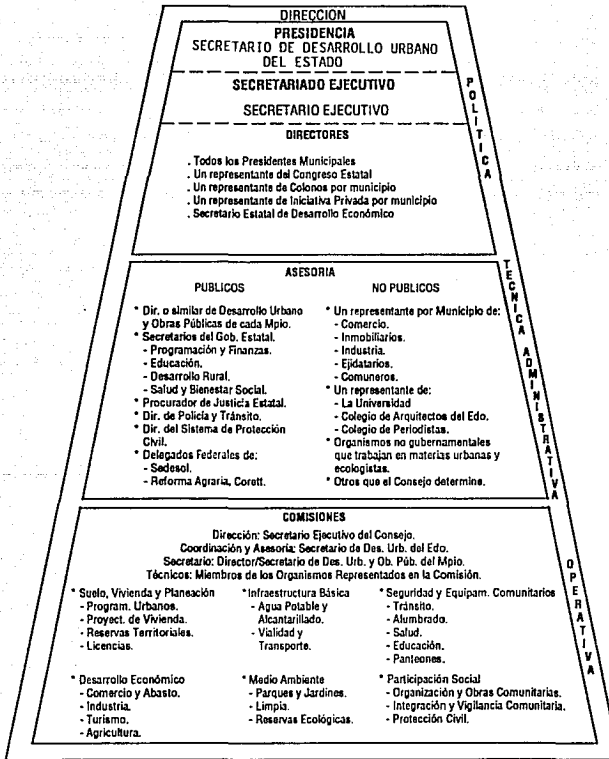 DIRECCION
PRESIDENCIA
SECRETARIO DE DESARROLLO URBANO
DEL ESTADO
SECRETARIADO EJECUTIVO
SECRETARIO EJECUTIVO
DIRECTORES
. Todos los Presidentes Municipales
. Un representante del Congreso Estatal
. Un representante de Colonos por municipio
. Un representante de Iniciativa Privada por municipio
. Secretario Estatal de Desarrollo Económico
POLITICA
ASESORIA
PUBLICOS
* Dir. o similar de Desarrollo Urbano
y Obras Públicas de cada Mpio.
* Secretarios del Gob. Estatal.
- Programación y Finanzas.
- Educación.
- Desarrollo Rural.
- Salud y Bienestar Social.
* Procurador de Justicia Estatal.
* Dir. de Policía y Tránsito.
* Dir. del Sistema de Protección
Civil.
* Delegados Federales de:
- Sedesol.
- Reforma Agraria, Corett.
NO PUBLICOS
* Un representante por Municipio de:
- Comercio.
- Inmobiliarios.
- Industria.
- Ejidatarios.
- Comuneros.
* Un representante de:
- La Universidad
- Colegio de Arquitectos del Edo.
- Colegio de Periodistas.
* Organismos no gubernamentales
que trabajan en materias urbanas y
ecologistas.
* Otros que el Consejo determine.
TECNICA ADMINISTRATIVA
COMISIONES
Dirección: Secretario Ejecutivo del Consejo.
Coordinación y Asesoría: Secretario de Des. Urb. del Edo.
Secretario: Director/Secretario de Des. Urb. y Ob. Púb. del Mpio.
Técnicos: Miembros de los Organismos Representados en la Comisión.
* Suelo, Vivienda y Planeación
- Program. Urbanos.
- Proyect. de Vivienda.
- Reservas Territoriales.
- Licencias.
* Infraestructura Básica
- Agua Potable y
Alcantarillado.
- Vialidad y
Transporte.
* Seguridad y Equipam. Comunitarios
- Tránsito.
- Alumbrado.
- Salud.
- Educación.
- Panteones.
* Desarrollo Económico
- Comercio y Abasto.
- Industria.
- Turismo.
- Agricultura.
* Medio Ambiente
- Parques y Jardines.
- Limpia.
- Reservas Ecológicas.
* Participación Social
- Organización y Obras Comunitarias.
- Integración y Vigilancia Comunitaria.
- Protección Civil.
OPERATIVA